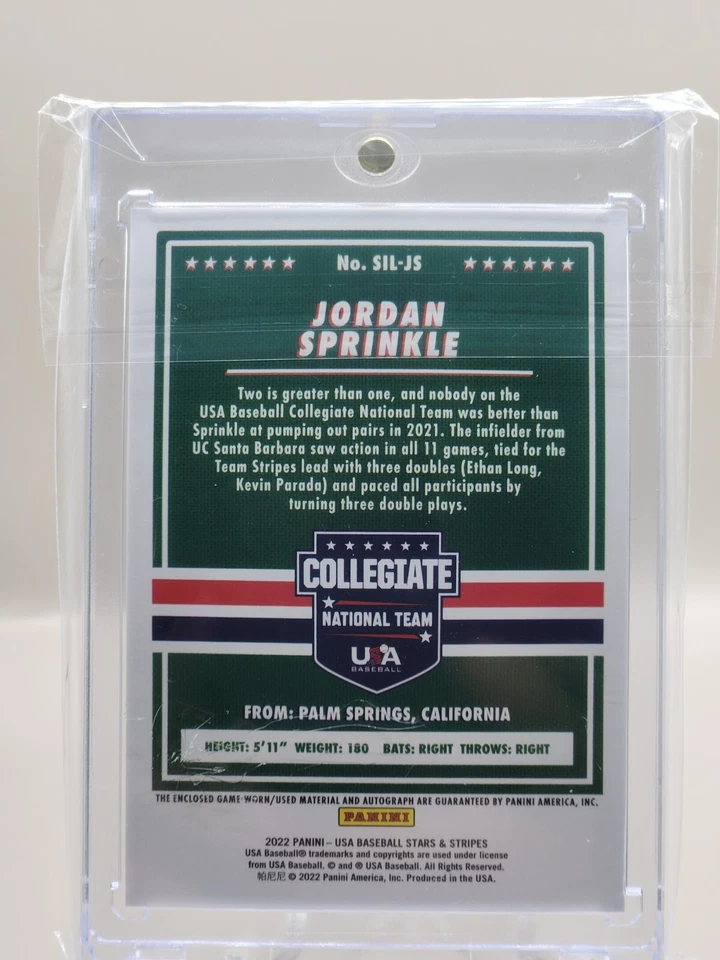 No. SIL-JS
JORDAN
SPRINKLE
Two is greater than one, and nobody on the
USA Baseball Collegiate National Team was better than
Sprinkle at pumping out pairs in 2021. The infielder from
UC Santa Barbara saw action in all 11 games, tied for the
Team Stripes lead with three doubles (Ethan Long,
Kevin Parada) and paced all participants by
turning three double plays.
COLLEGIATE
NATIONAL TEAM
USA
BASEBALL
FROM: PALM SPRINGS, CALIFORNIA
HEIGHT: 5'11" WEIGHT: 180 BATS: RIGHT THROWS: RIGHT
THE ENCLOSED GAME-WORN/USED MATERIAL AND AUTOGRAPH ARE GUARANTEED BY PANINI AMERICA, INC.
PANINI
2022 PANINI – USA BASEBALL STARS & STRIPES
USA Baseball® trademarks and copyrights are used under license
from USA Baseball. © and ® USA Baseball. All Rights Reserved.
帕尼尼 © 2022 Panini America, Inc. Produced in the USA.